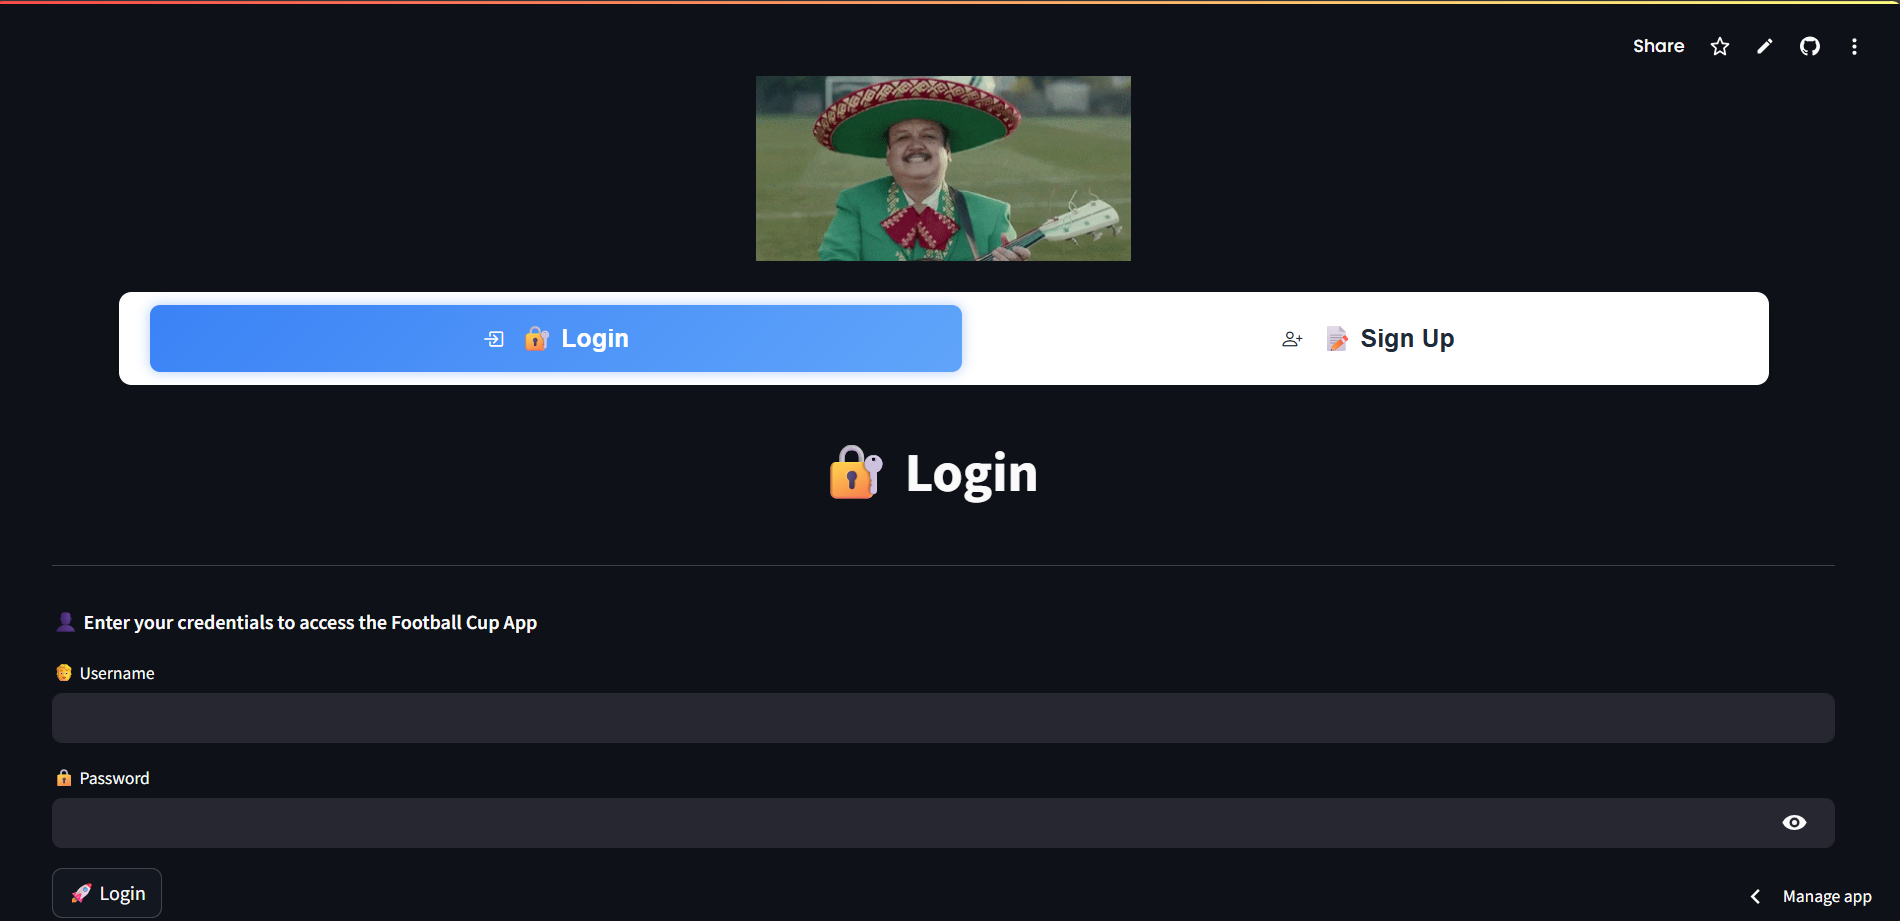 Share
Login
Sign Up
Login
Enter your credentials to access the Football Cup App
Username
Password
Login
Manage app